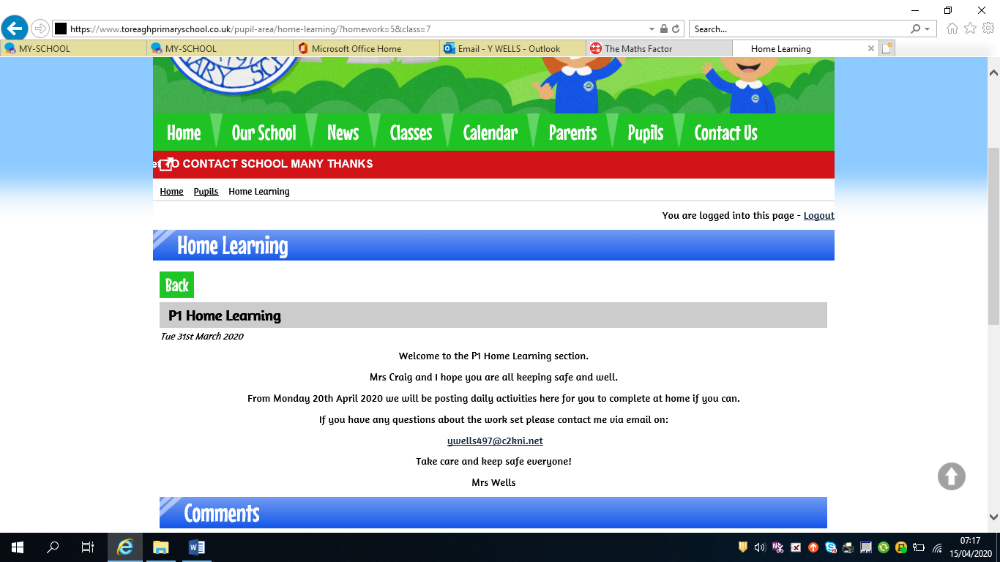 https://www.toreaghprimaryschool.co.uk/pupil-area/home-learning/?homework=5&class=7
Search...
MY-SCHOOL
MY-SCHOOL
Microsoft Office Home
Email - Y WELLS - Outlook
The Maths Factor
Home Learning
Home
Our School
News
Classes
Calendar
Parents
Pupils
Contact Us
TO CONTACT SCHOOL MANY THANKS
Home Pupils Home Learning
You are logged into this page - Logout
Home Learning
Back
P1 Home Learning
Tue 31st March 2020
Welcome to the P1 Home Learning section.
Mrs Craig and I hope you are all keeping safe and well.
From Monday 20th April 2020 we will be posting daily activities here for you to complete at home if you can.
If you have any questions about the work set please contact me via email on:
ywells497@c2kni.net
Take care and keep safe everyone!
Mrs Wells
Comments
07:17
15/04/2020